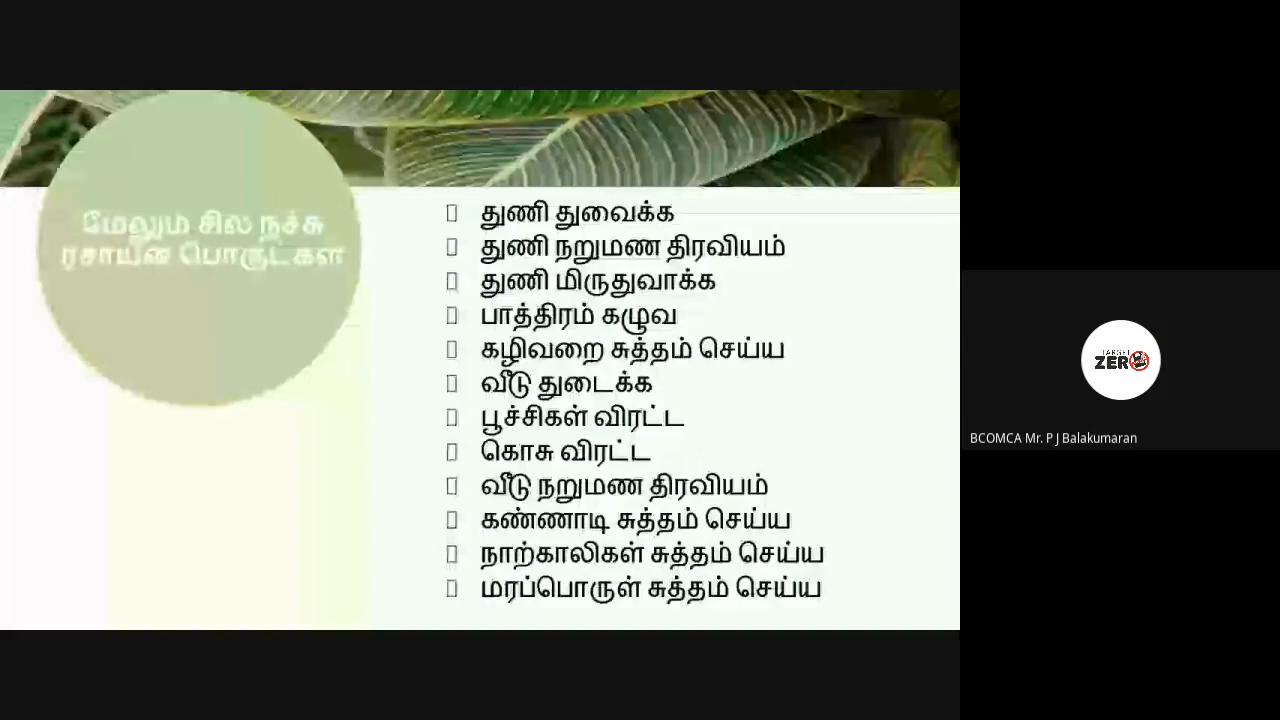 மேலும் சில நச்சு
ரசாயன பொருட்கள்
துணி துவைக்க
துணி நறுமண திரவியம்
துணி மிருதுவாக்க
பாத்திரம் கழுவ
கழிவறை சுத்தம் செய்ய
வீடு துடைக்க
பூச்சிகள் விரட்ட
கொசு விரட்ட
வீடு நறுமண திரவியம்
கண்ணாடி சுத்தம் செய்ய
நாற்காலிகள் சுத்தம் செய்ய
மரப்பொருள் சுத்தம் செய்ய
TARGET
ZERO
BCOMCA Mr. P J Balakumaran